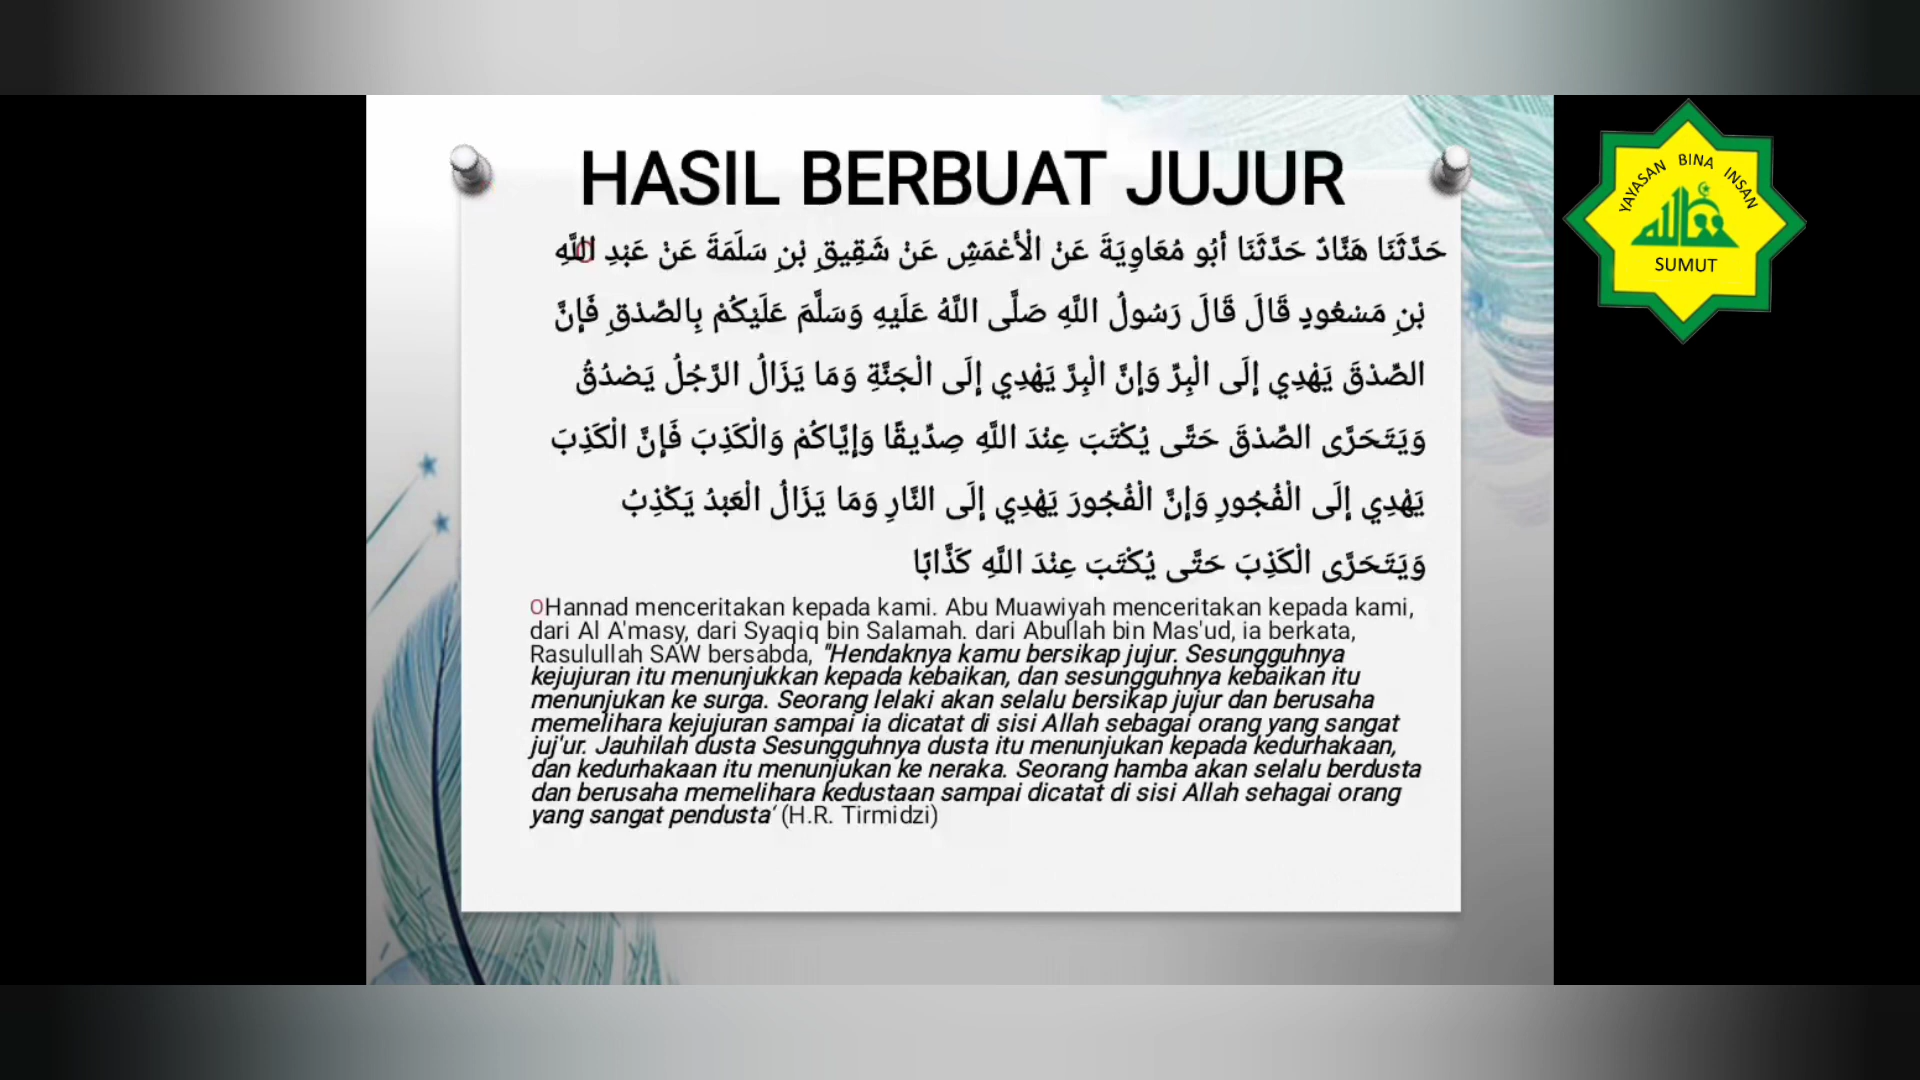 HASIL BERBUAT JUJUR
حَدَّثَنَا هَنَّادٌ حَدَّثَنَا أَبُو مُعَاوِيَةَ عَنْ الْأَعْمَشِ عَنْ شَقِيقِ بْنِ سَلَمَةَ عَنْ عَبْدِ اللَّهِ
بْنِ مَسْعُودٍ قَالَ قَالَ رَسُولُ اللَّهِ صَلَّى اللَّهُ عَلَيْهِ وَسَلَّمَ عَلَيْكُمْ بِالصِّدْقِ فَإِنَّ
الصِّدْقَ يَهْدِي إِلَى الْبِرِّ وَإِنَّ الْبِرَّ يَهْدِي إِلَى الْجَنَّةِ وَمَا يَزَالُ الرَّجُلُ يَصْدُقُ
وَيَتَحَرَّى الصِّدْقَ حَتَّى يُكْتَبَ عِنْدَ اللَّهِ صِدِّيقًا وَإِيَّاكُمْ وَالْكَذِبَ فَإِنَّ الْكَذِبَ
يَهْدِي إِلَى الْفُجُورِ وَإِنَّ الْفُجُورَ يَهْدِي إِلَى النَّارِ وَمَا يَزَالُ الْعَبْدُ يَكْذِبُ
وَيَتَحَرَّى الْكَذِبَ حَتَّى يُكْتَبَ عِنْدَ اللَّهِ كَذَّابًا
Hannad menceritakan kepada kami. Abu Muawiyah menceritakan kepada kami,
dari Al A'masy, dari Syaqiq bin Salamah. dari Abullah bin Mas'ud, ia berkata,
Rasulullah SAW bersabda, "Hendaknya kamu bersikap jujur. Sesungguhnya
kejujuran itu menunjukkan kepada kebaikan, dan sesungguhnya kebaikan itu
menunjukan ke surga. Seorang lelaki akan selalu bersikap jujur dan berusaha
memelihara kejujuran sampai ia dicatat di sisi Allah sebagai orang yang sangat
juj'ur. Jauhilah dusta Sesungguhnya dusta itu menunjukan kepada kedurhakaan,
dan kedurhakaan itu menunjukan ke neraka. Seorang hamba akan selalu berdusta
dan berusaha memelihara kedustaan sampai dicatat di sisi Allah sehagai orang
yang sangat pendusta' (H.R. Tirmidzi)
YAYASAN BINA INSAN
SUMUT